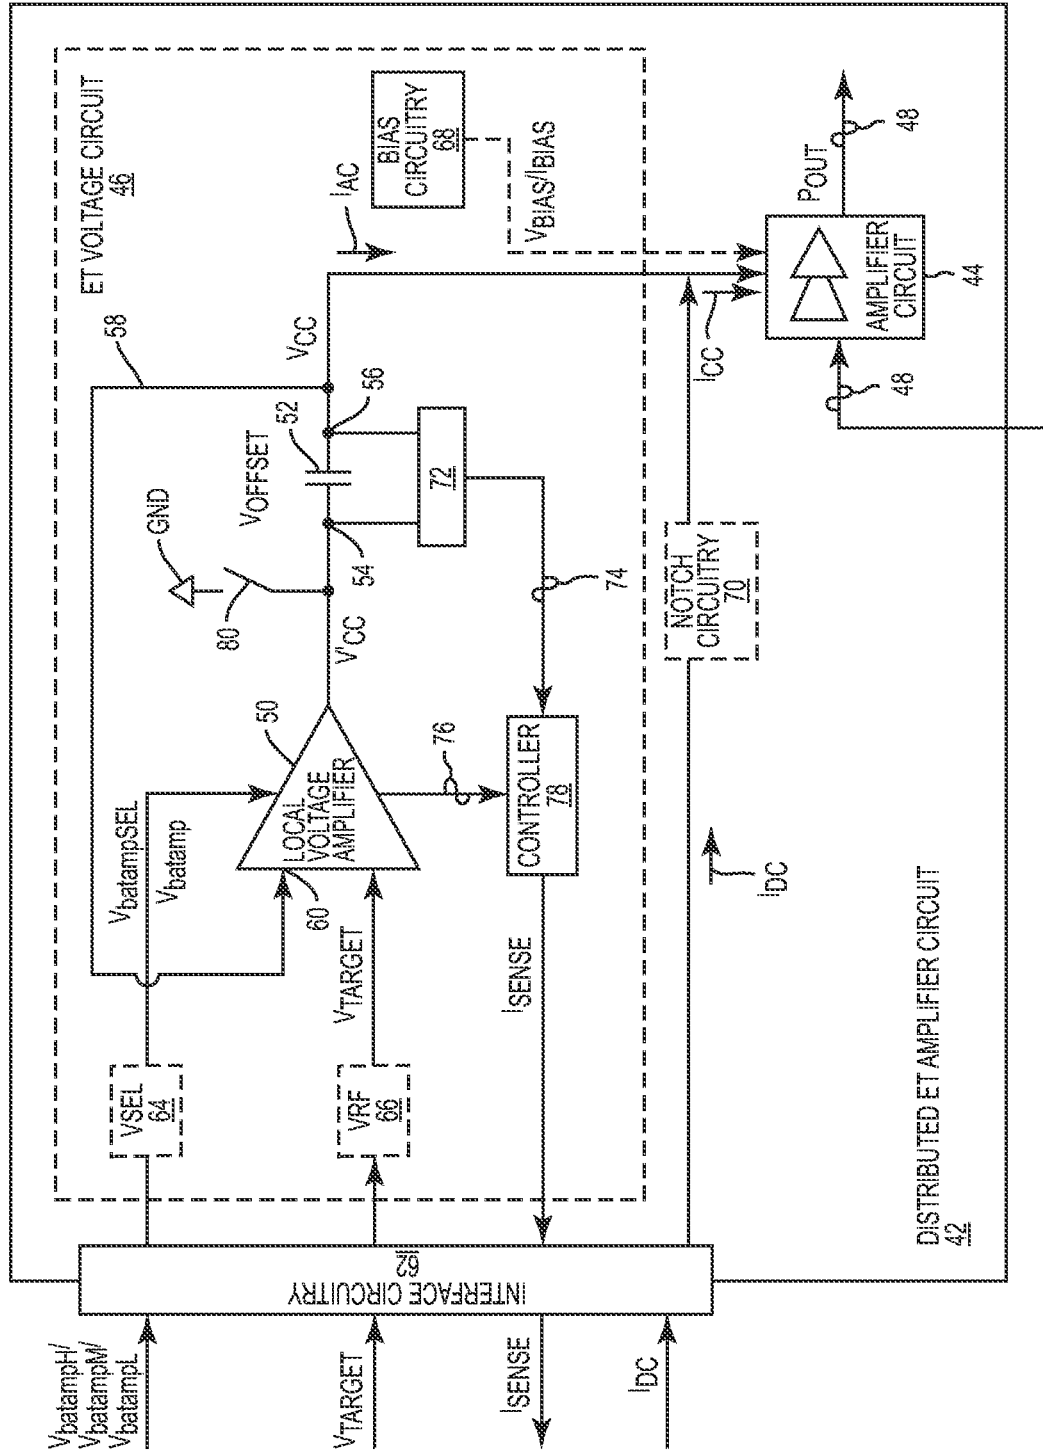 ET VOLTAGE CIRCUIT
46
58
GND
VOFFSET
VCC
52
56
IAC
BIAS
CIRCUITRY
68
VBIAS/IBIAS
POUT
48
AMPLIFIER
CIRCUIT
44
ICC
48
72
54
74
80
V'CC
50
LOCAL
VOLTAGE
AMPLIFIER
60
76
CONTROLLER
78
NOTCH
CIRCUITRY
70
VbatampSEL
Vbatamp
VTARGET
ISENSE
IDC
VSEL
64
VRF
66
INTERFACE CIRCUITRY
62
VbatampH/
VbatampM/
VbatampL
VTARGET
ISENSE
IDC
DISTRIBUTED ET AMPLIFIER CIRCUIT
42